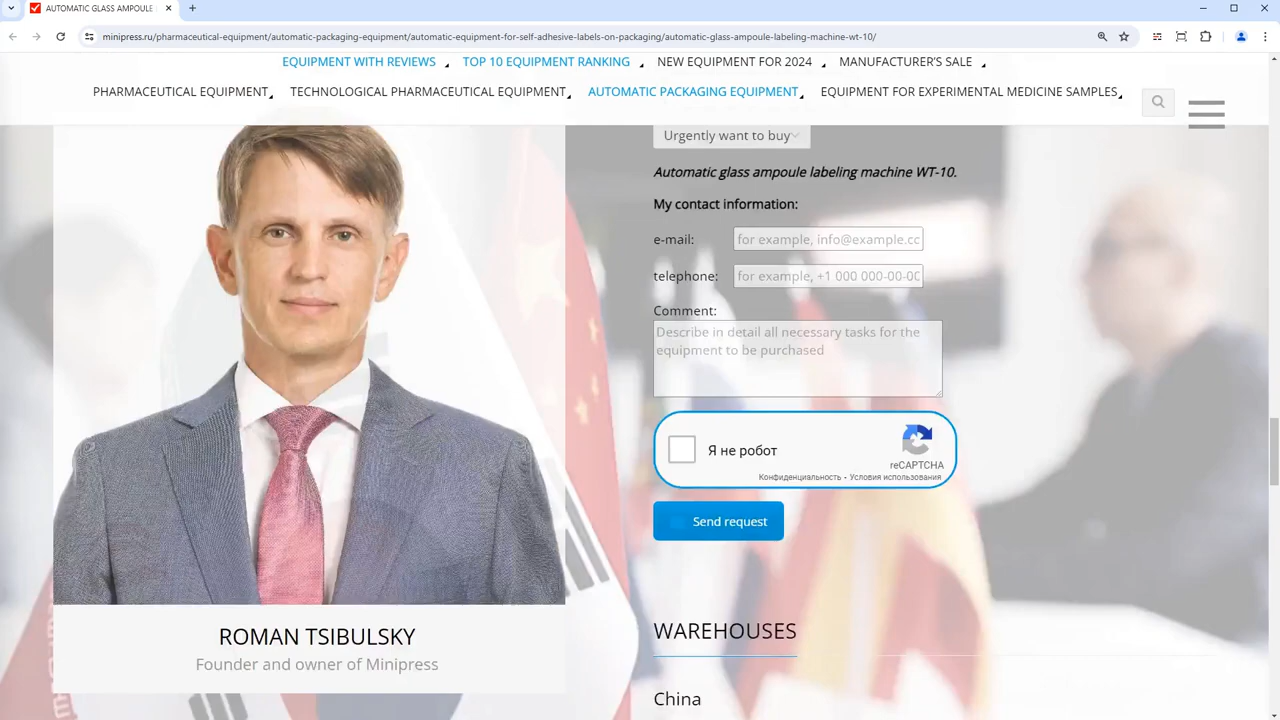 AUTOMATIC GLASS AMPOULE
minipress.ru/pharmaceutical-equipment/automatic-packaging-equipment/automatic-equipment-for-self-adhesive-labels-on-packaging/automatic-glass-ampoule-labeling-machine-wt-10/
EQUIPMENT WITH REVIEWS TOP 10 EQUIPMENT RANKING NEW EQUIPMENT FOR 2024 MANUFACTURER'S SALE
PHARMACEUTICAL EQUIPMENT TECHNOLOGICAL PHARMACEUTICAL EQUIPMENT AUTOMATIC PACKAGING EQUIPMENT EQUIPMENT FOR EXPERIMENTAL MEDICINE SAMPLES
Urgently want to buy
Automatic glass ampoule labeling machine WT-10.
My contact information:
e-mail: for example, info@example.cc
telephone: for example, +1 000 000-00-00
Comment:
Describe in detail all necessary tasks for the
equipment to be purchased
Я не робот
reCAPTCHA
Конфиденциальность - Условия использования
Send request
ROMAN TSIBULSKY
Founder and owner of Minipress
WAREHOUSES
China